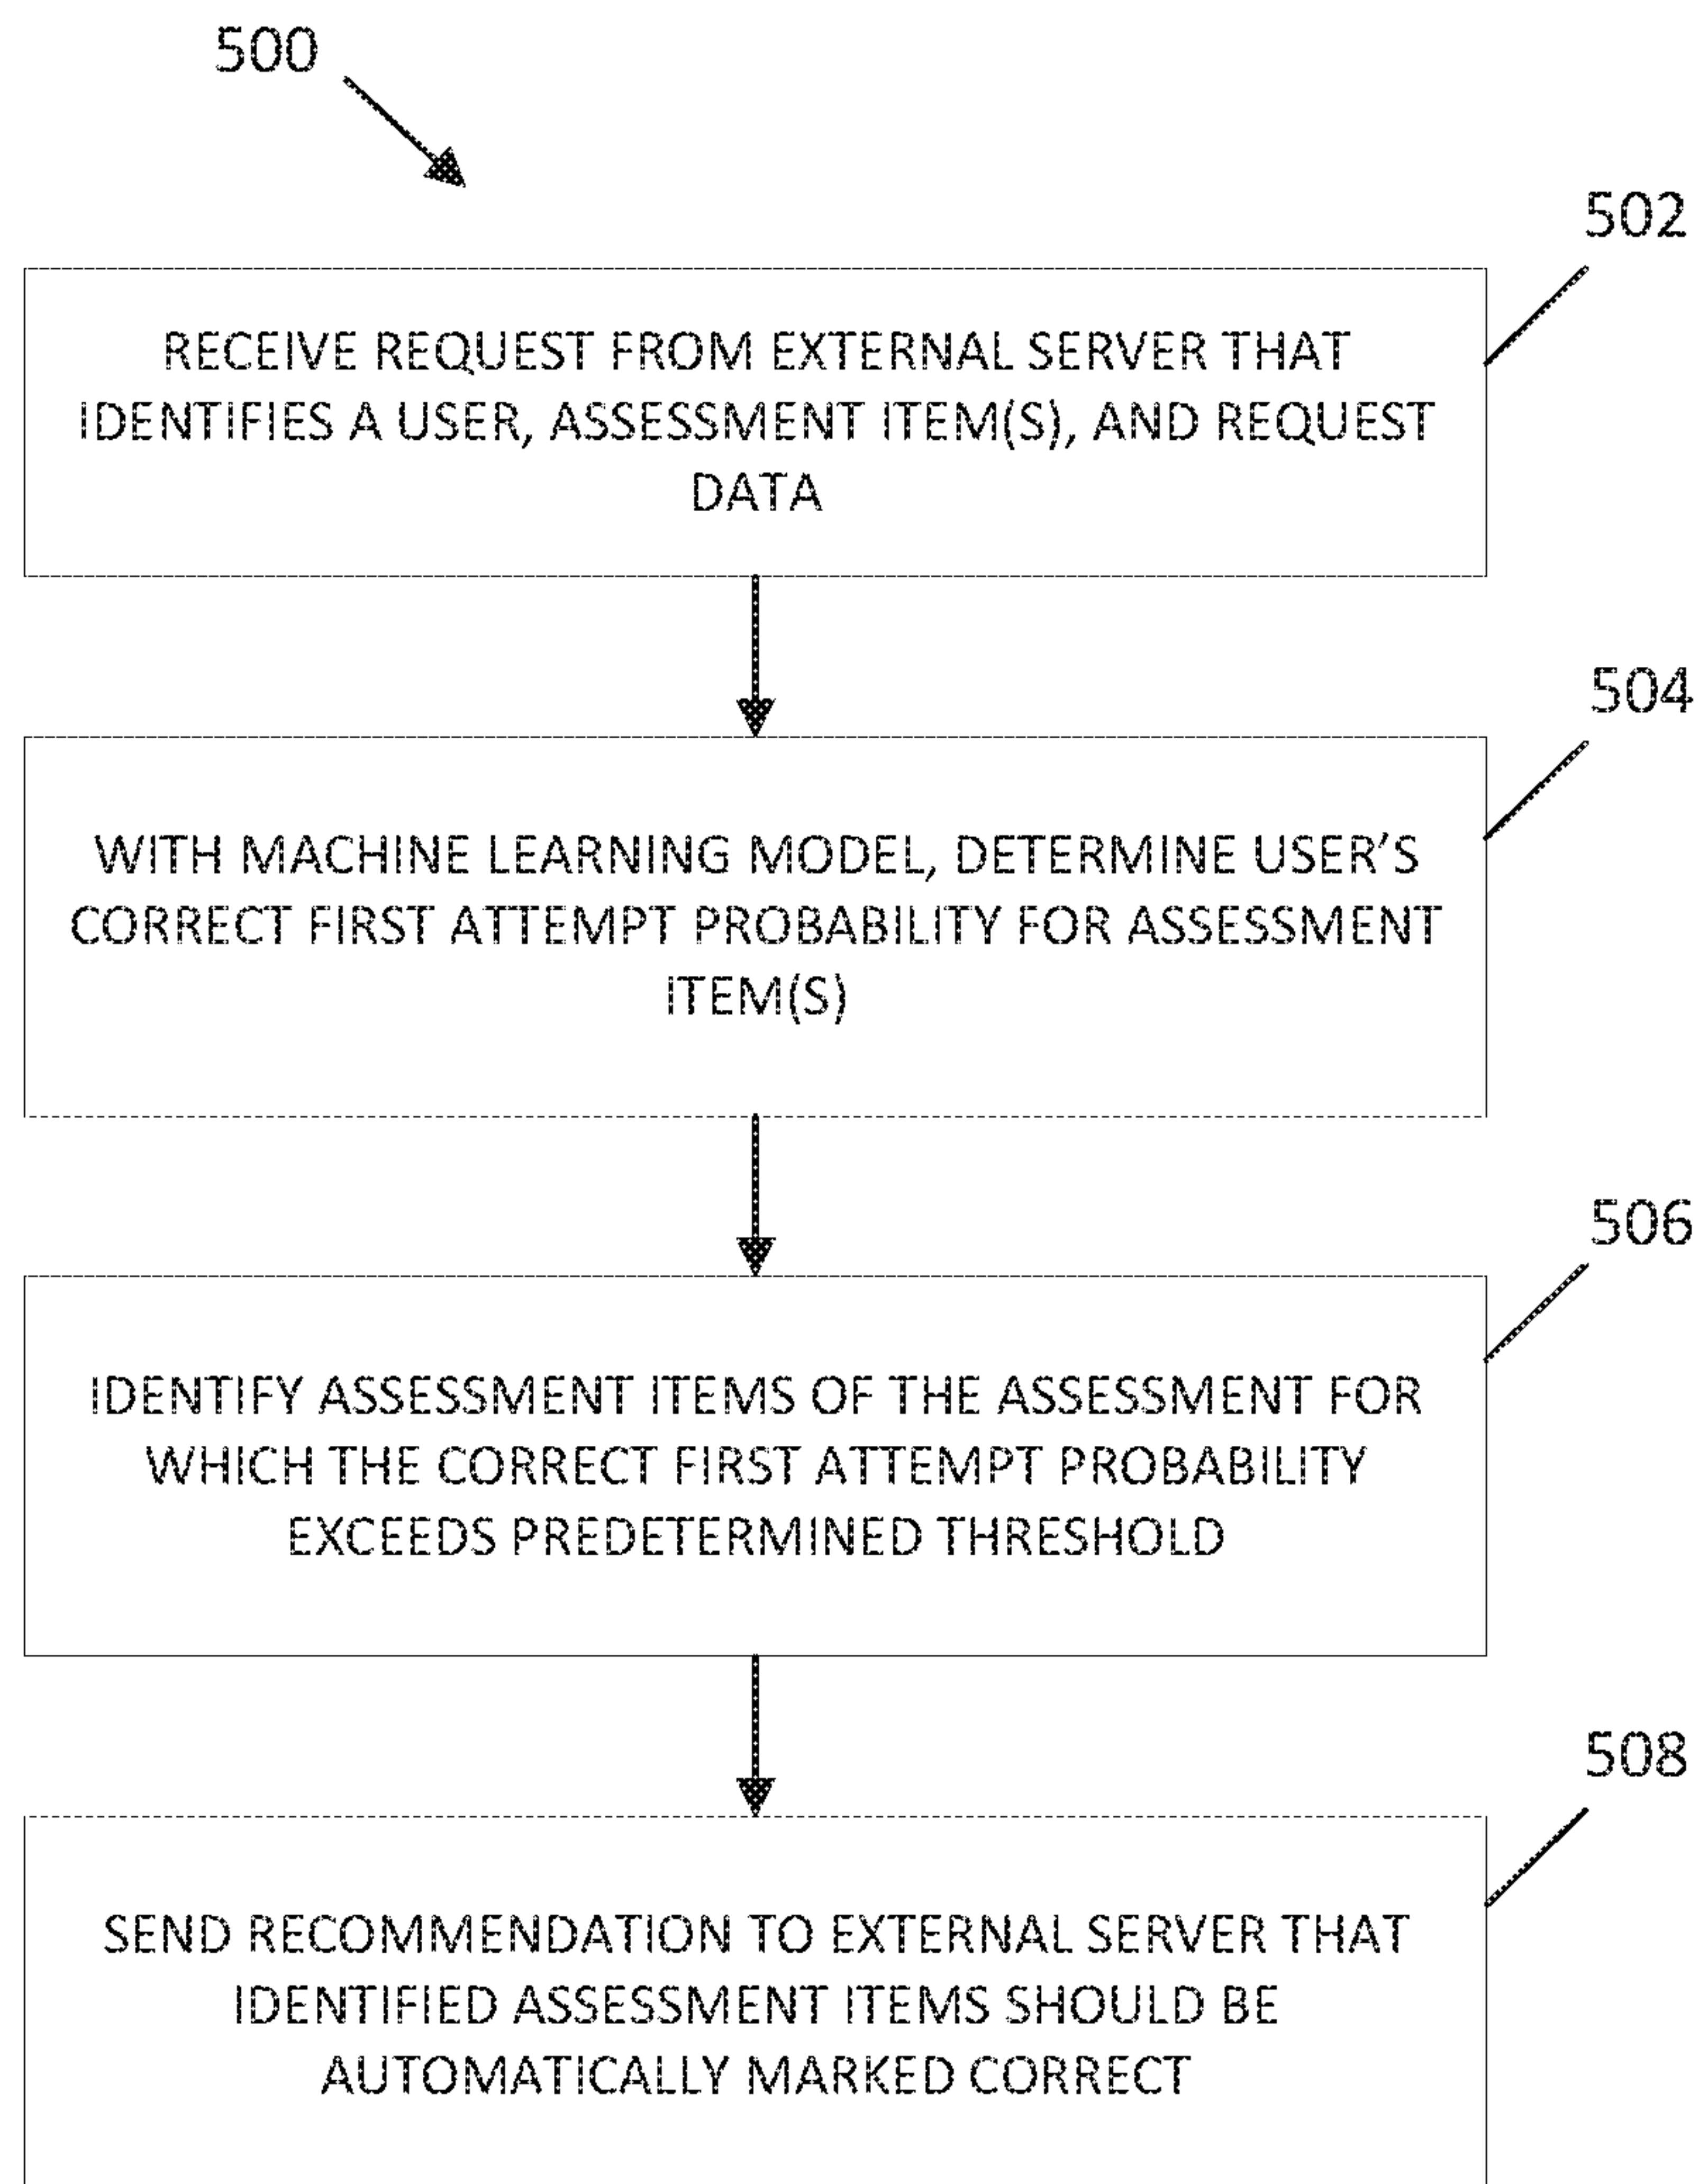 500
502
RECEIVE REQUEST FROM EXTERNAL SERVER THAT
IDENTIFIES A USER, ASSESSMENT ITEM(S), AND REQUEST
DATA
504
WITH MACHINE LEARNING MODEL, DETERMINE USER'S
CORRECT FIRST ATTEMPT PROBABILITY FOR ASSESSMENT
ITEM(S)
506
IDENTIFY ASSESSMENT ITEMS OF THE ASSESSMENT FOR
WHICH THE CORRECT FIRST ATTEMPT PROBABILITY
EXCEEDS PREDETERMINED THRESHOLD
508
SEND RECOMMENDATION TO EXTERNAL SERVER THAT
IDENTIFIED ASSESSMENT ITEMS SHOULD BE
AUTOMATICALLY MARKED CORRECT